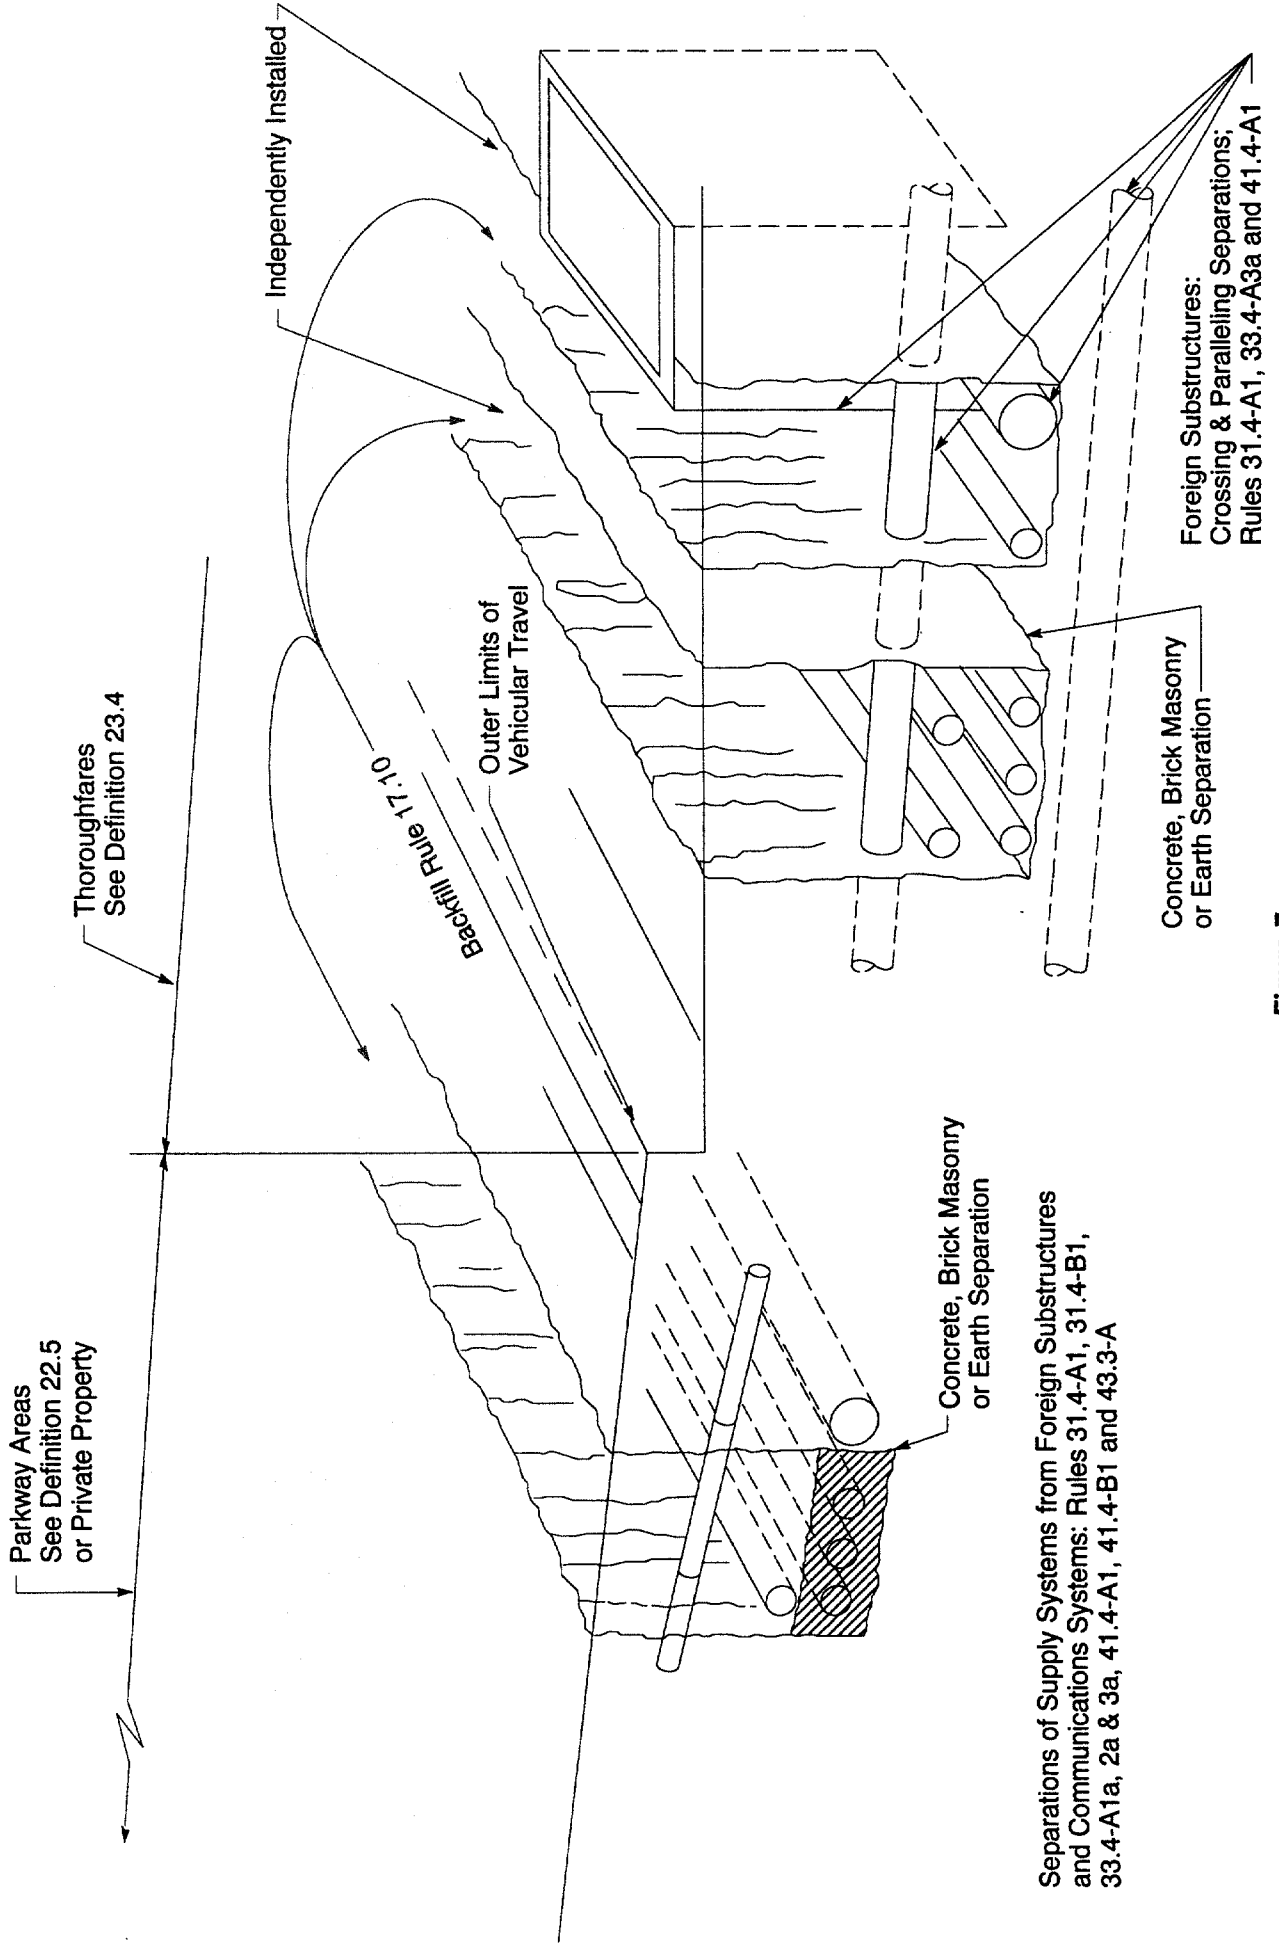 Parkway Areas
See Definition 22.5
or Private Property
Thoroughfares
See Definition 23.4
Independently Installed
Backfill Rule 17.10
Outer Limits of
Vehicular Travel
Concrete, Brick Masonry
or Earth Separation
Separations of Supply Systems from Foreign Substructures
and Communications Systems: Rules 31.4-A1, 31.4-B1,
33.4-A1a, 2a & 3a, 41.4-A1, 41.4-B1 and 43.3-A
Concrete, Brick Masonry
or Earth Separation
Foreign Substructures:
Crossing & Paralleling Separations;
Rules 31.4-A1, 33.4-A3a and 41.4-A1